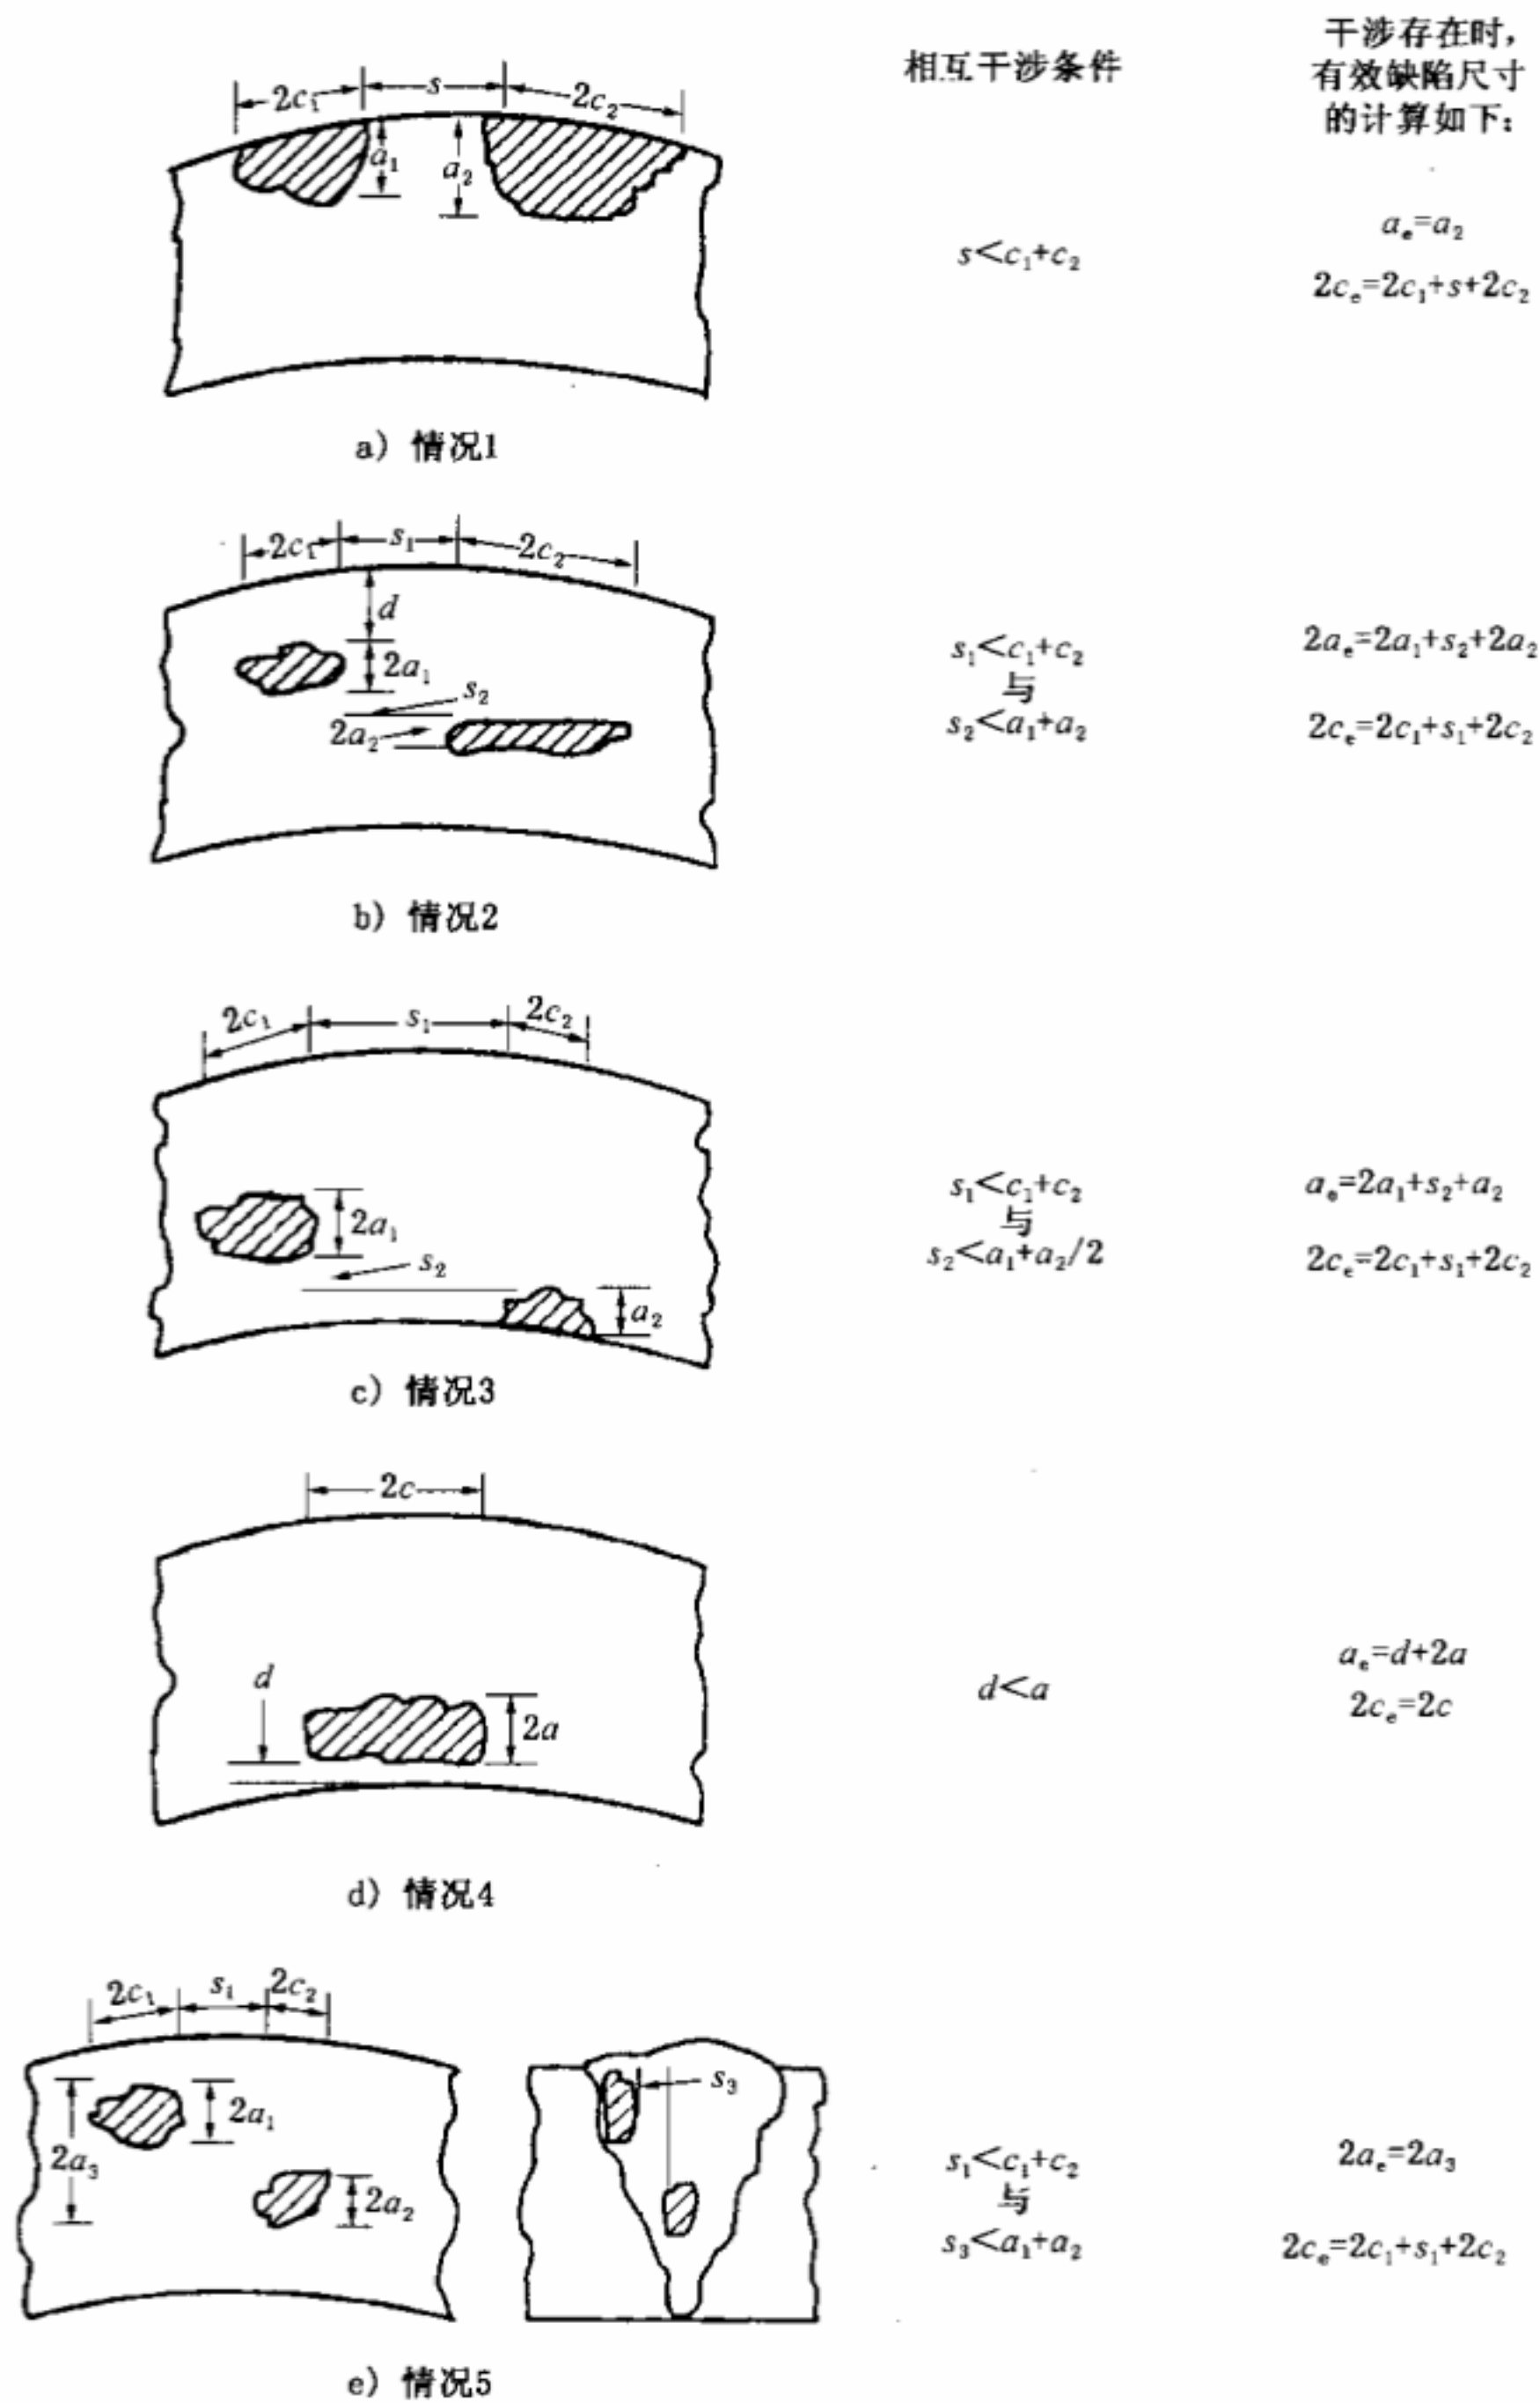 相互干涉条件
干涉存在时，
有效缺陷尺寸
的计算如下：
2c₁
s
2c₂
a₁
a₂
s<c₁+c₂
aₑ=a₂
2cₑ=2c₁+s+2c₂
a) 情况1
2c₁
s₁
2c₂
d
2a₁
s₂
2a₂
s₁<c₁+c₂
与
s₂<a₁+a₂
2aₑ=2a₁+s₂+2a₂
2cₑ=2c₁+s₁+2c₂
b) 情况2
2c₁
s₁
2c₂
2a₁
s₂
a₂
s₁<c₁+c₂
与
s₂<a₁+a₂/2
aₑ=2a₁+s₂+a₂
2cₑ=2c₁+s₁+2c₂
c) 情况3
2c
d
2a
d<a
aₑ=d+2a
2cₑ=2c
d) 情况4
2c₁
s₁
2c₂
2a₁
2a₃
2a₂
s₃
s₁<c₁+c₂
与
s₃<a₁+a₂
2aₑ=2a₃
2cₑ=2c₁+s₁+2c₂
e) 情况5